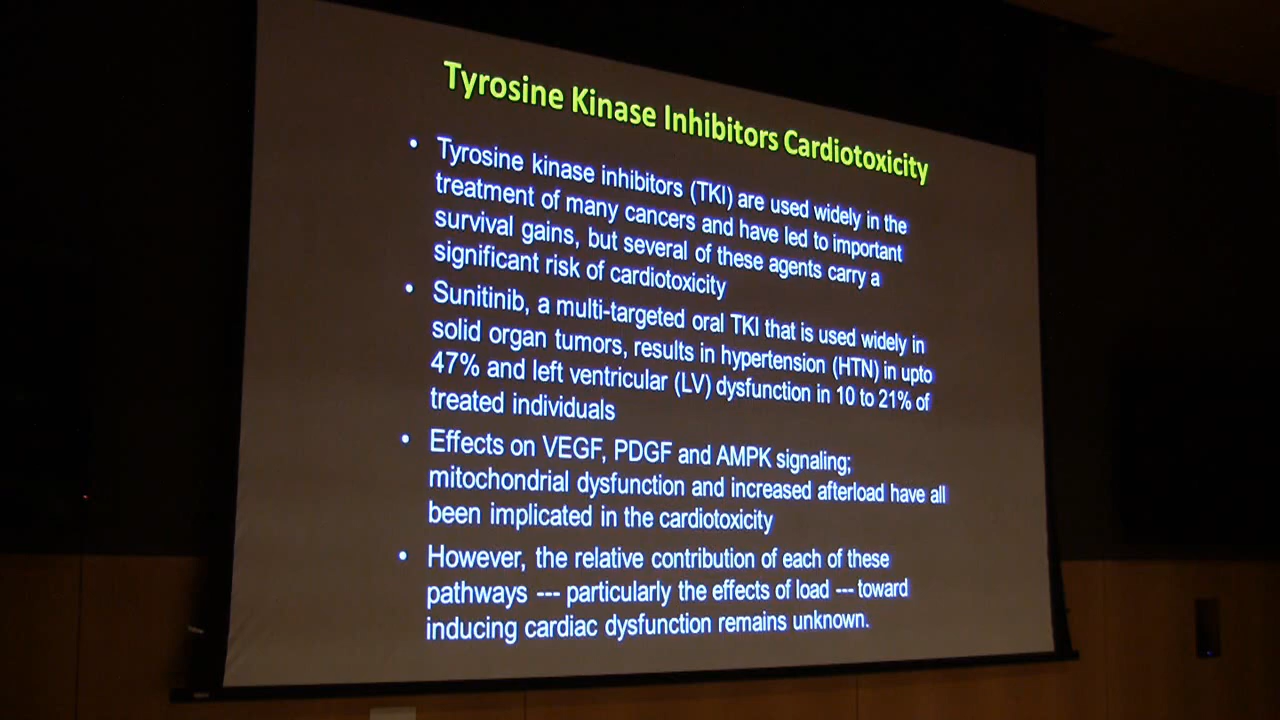 Tyrosine Kinase Inhibitors Cardiotoxicity
• Tyrosine kinase inhibitors (TKI) are used widely in the
treatment of many cancers and have led to important
survival gains, but several of these agents carry a
significant risk of cardiotoxicity
• Sunitinib, a multi-targeted oral TKI that is used widely in
solid organ tumors, results in hypertension (HTN) in upto
47% and left ventricular (LV) dysfunction in 10 to 21% of
treated individuals
• Effects on VEGF, PDGF and AMPK signaling;
mitochondrial dysfunction and increased afterload have all
been implicated in the cardiotoxicity
• However, the relative contribution of each of these
pathways --- particularly the effects of load --- toward
inducing cardiac dysfunction remains unknown.